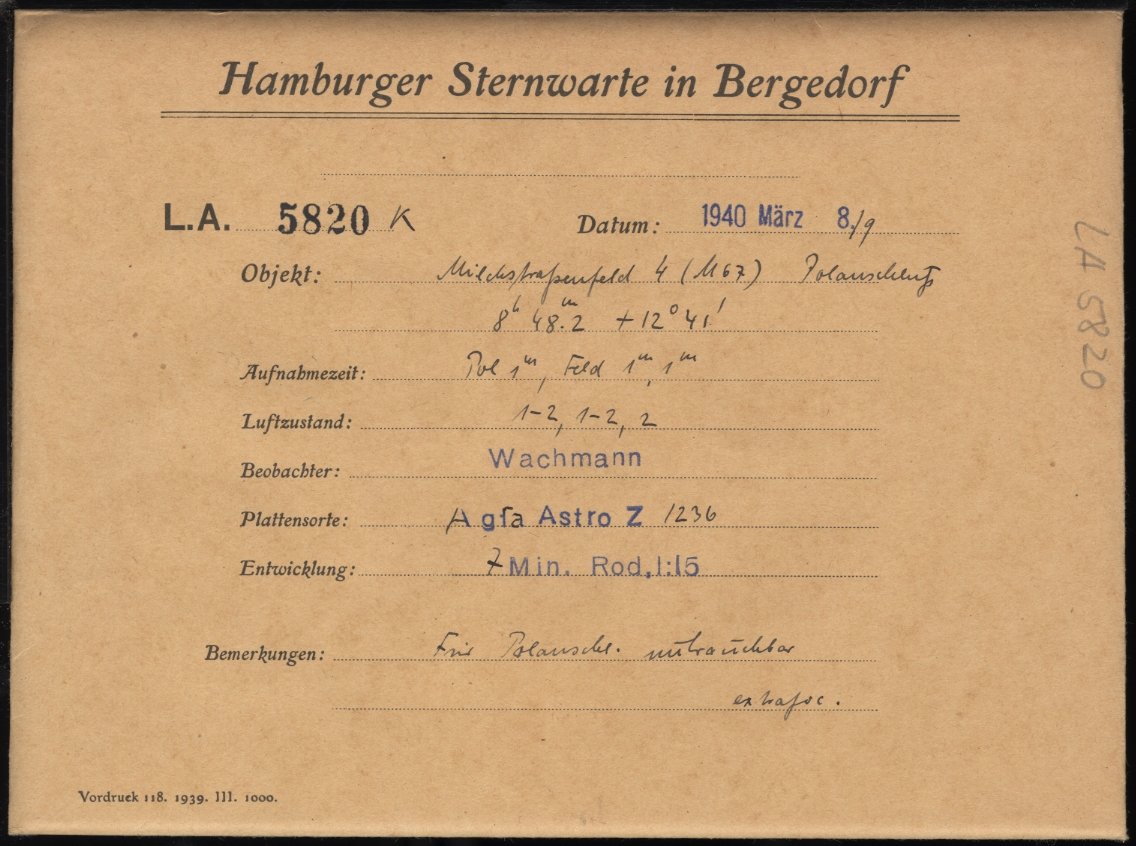 Hamburger Sternwarte in Bergedorf
L.A. 5820 K Datum: 1940 März 8./9
Objekt: Milchstraßenfeld 4 (M67) Polanschluß
8h 48.m2 +12° 41'
Aufnahmezeit: Pol 1m, Feld 1m, 1m
Luftzustand: 1-2, 1-2, 2
Beobachter: Wachmann
Plattensorte: Agfa Astro Z 1236
Entwicklung: 7 Min. Rod. 1:15
Bemerkungen: Für Polanschl. unbrauchbar
extrafoc.
Vordruck 118. 1939. III. 1000.
LA 5820